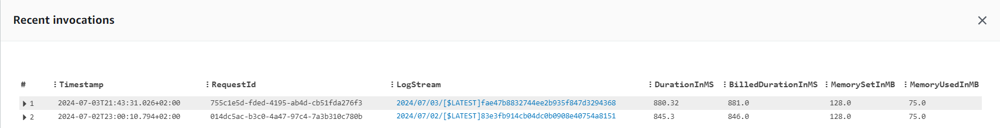 Recent invocations
# Timestamp RequestId LogStream DurationInMS BilledDurationInMS MemorySetInMB MemoryUsedInMB
1 2024-07-03T21:43:31.026+02:00 755c1e5d-fded-4195-ab4d-cb51fda276f3 2024/07/03/[$LATEST]fae47b8832744ee2b935f847d3294368 880.32 881.0 128.0 75.0
2 2024-07-02T23:00:10.794+02:00 014dc5ac-b3c0-4a47-97c4-7a3b310c780b 2024/07/02/[$LATEST]83e3fb914cb04dc0b0908e40754a8151 845.3 846.0 128.0 75.0